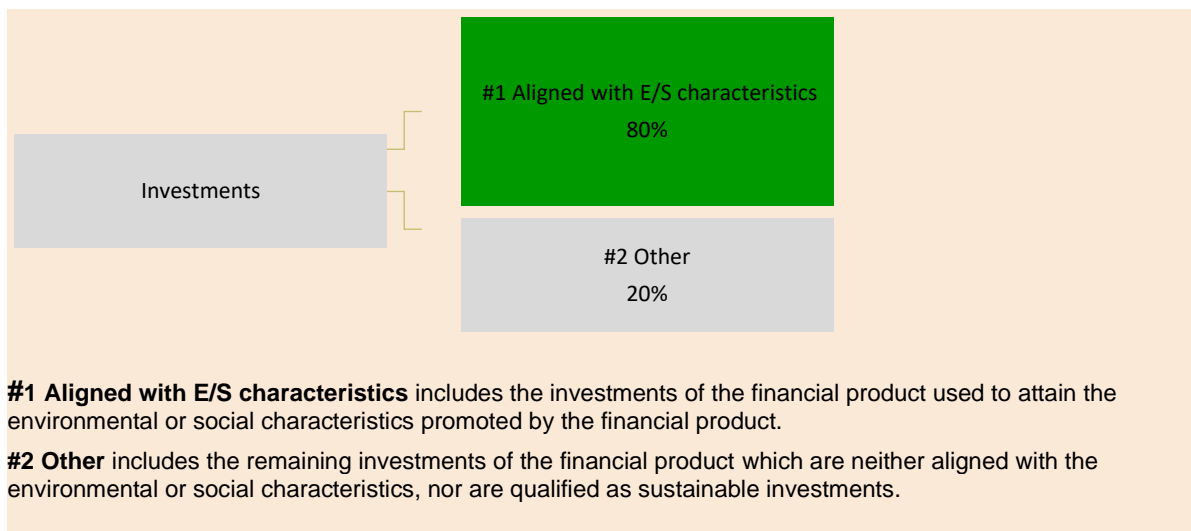 #1 Aligned with E/S characteristics
80%
Investments
#2 Other
20%
#1 Aligned with E/S characteristics includes the investments of the financial product used to attain the
environmental or social characteristics promoted by the financial product.
#2 Other includes the remaining investments of the financial product which are neither aligned with the
environmental or social characteristics, nor are qualified as sustainable investments.